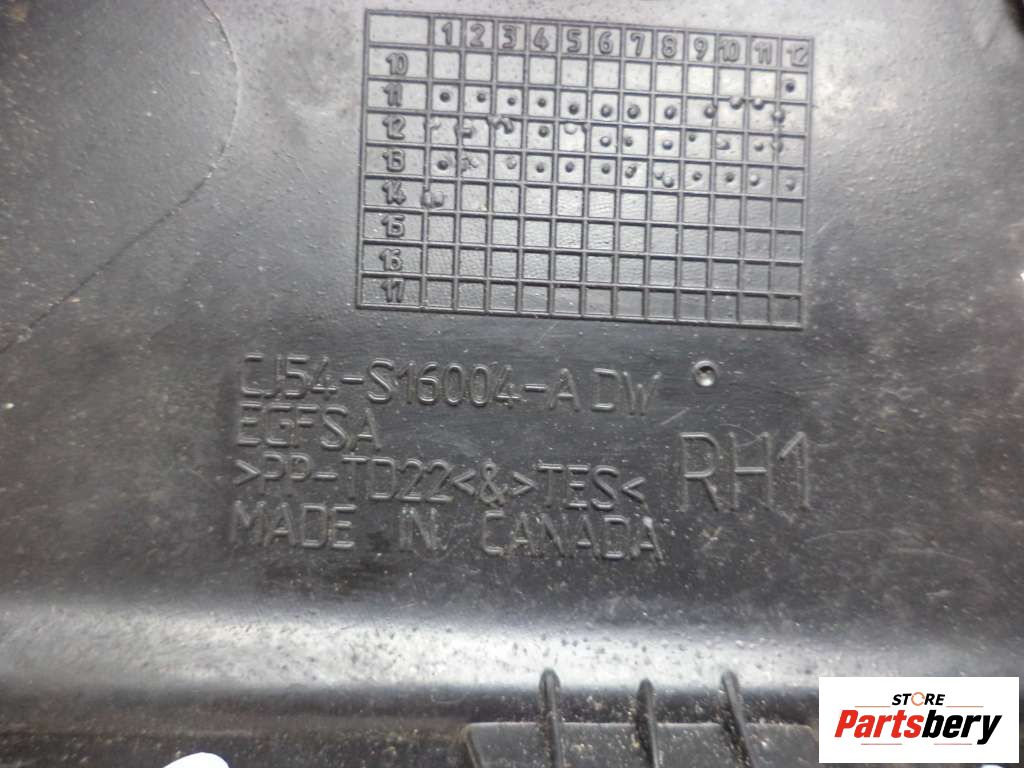 1 2 3 4 5 6 7 8 9 10 11 12
10
11
12
13
14
15
16
17
CJ54-S16004-ADW
EGFSA
>PP-TD22<&>TES<
RH1
MADE IN CANADA
STORE
Partsbery